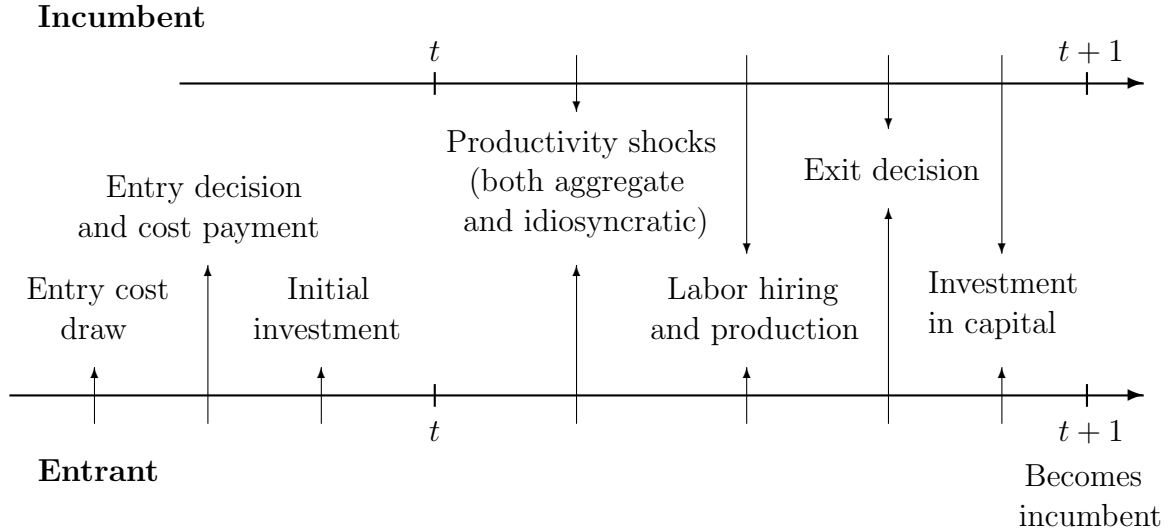 Incumbent
t
t + 1
Productivity shocks
(both aggregate
and idiosyncratic)
Exit decision
Entry decision
and cost payment
Entry cost
draw
Initial
investment
Labor hiring
and production
Investment
in capital
t
t + 1
Entrant
Becomes
incumbent